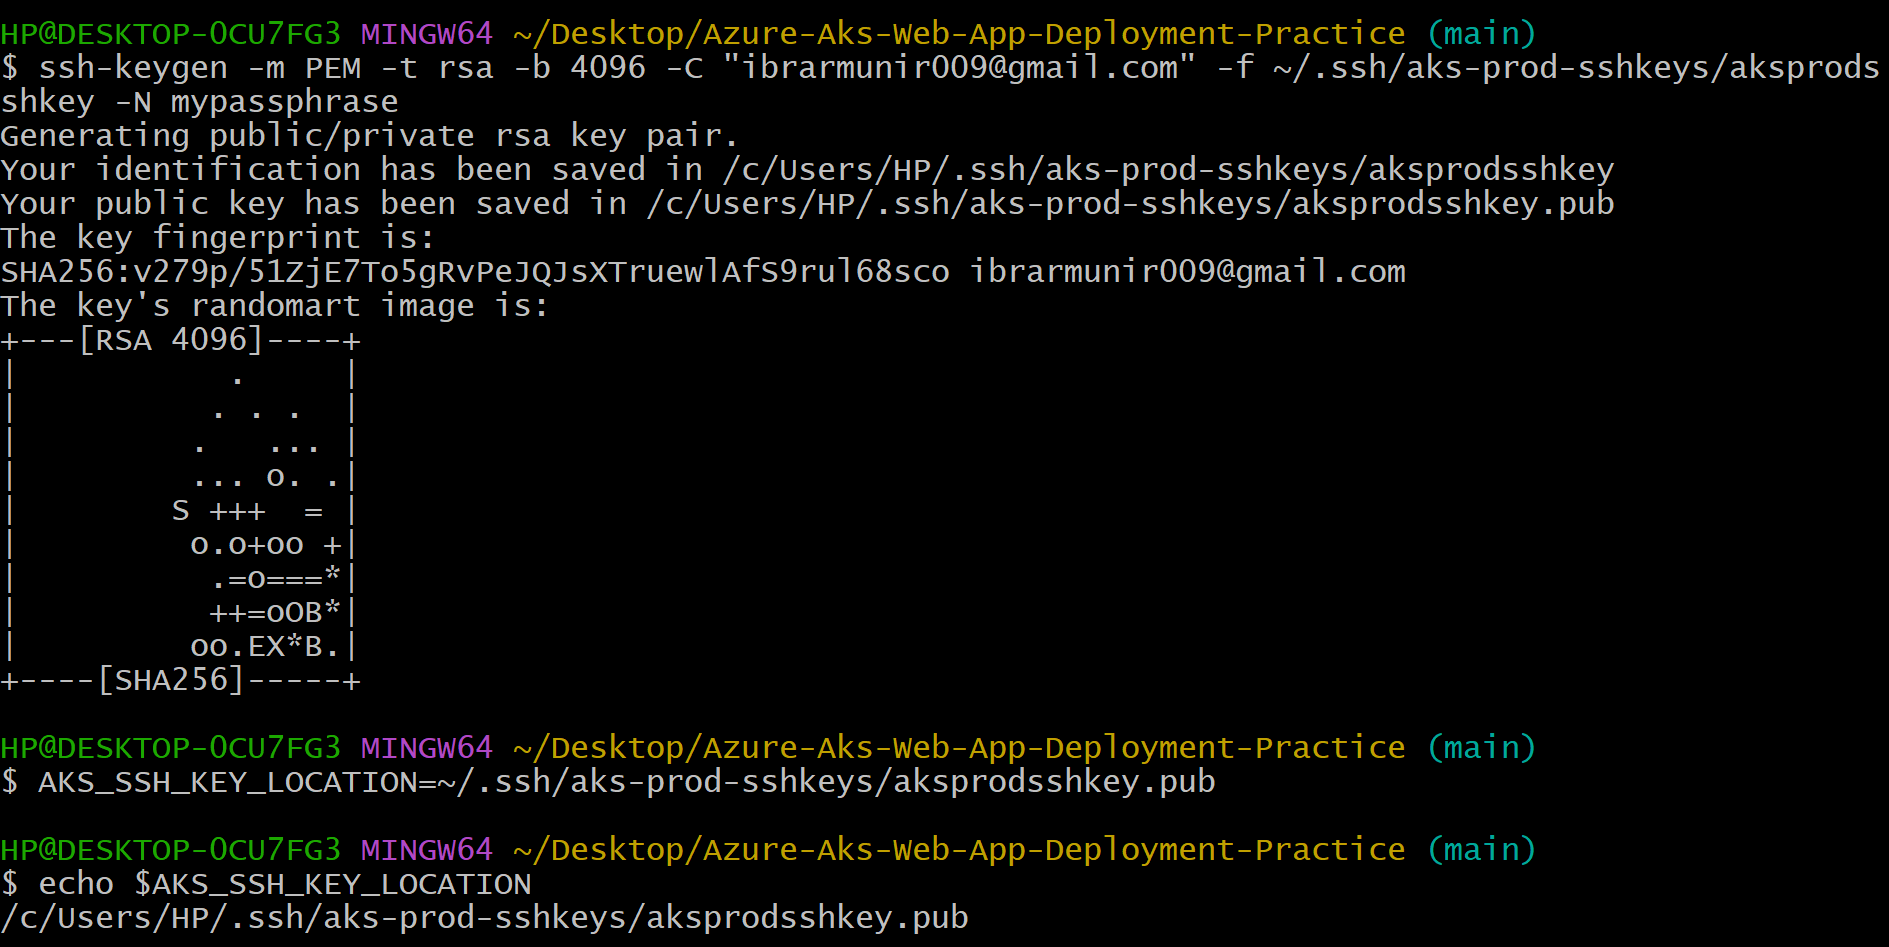 HP@DESKTOP-0CU7FG3 MINGW64 ~/Desktop/Azure-Aks-Web-App-Deployment-Practice (main)
$ ssh-keygen -m PEM -t rsa -b 4096 -C "ibrarmunir009@gmail.com" -f ~/.ssh/aks-prod-sshkeys/aksprods
shkey -N mypassphrase
Generating public/private rsa key pair.
Your identification has been saved in /c/Users/HP/.ssh/aks-prod-sshkeys/aksprodsshkey
Your public key has been saved in /c/Users/HP/.ssh/aks-prod-sshkeys/aksprodsshkey.pub
The key fingerprint is:
SHA256:v279p/51ZjE7To5gRvPeJQJsXTruewlAfS9rul68sco ibrarmunir009@gmail.com
The key's randomart image is:
+---[RSA 4096]----+
|           .     |
|          . . .  |
|         .   ... |
|         ... o. .|
|        S +++  = |
|         o.o+oo +|
|          .=o===*|
|          ++=oOB*|
|         oo.EX*B.|
+----[SHA256]-----+
HP@DESKTOP-0CU7FG3 MINGW64 ~/Desktop/Azure-Aks-Web-App-Deployment-Practice (main)
$ AKS_SSH_KEY_LOCATION=~/.ssh/aks-prod-sshkeys/aksprodsshkey.pub
HP@DESKTOP-0CU7FG3 MINGW64 ~/Desktop/Azure-Aks-Web-App-Deployment-Practice (main)
$ echo $AKS_SSH_KEY_LOCATION
/c/Users/HP/.ssh/aks-prod-sshkeys/aksprodsshkey.pub